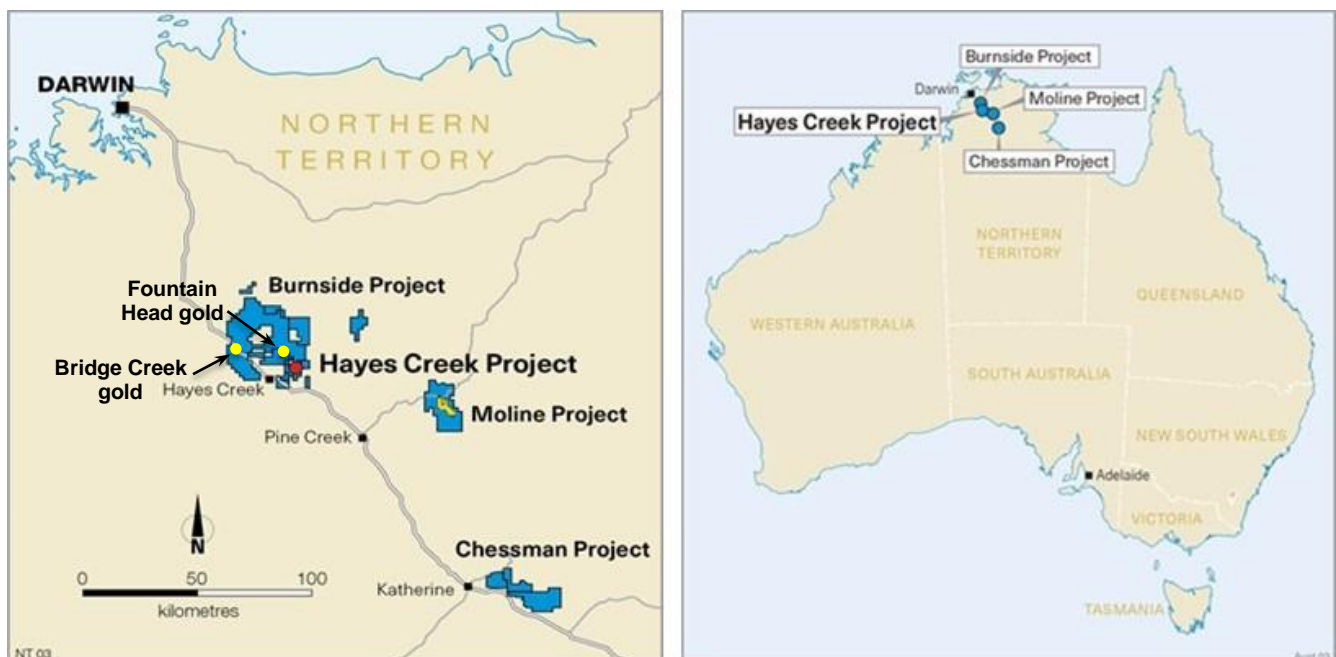 DARWIN
NORTHERN
TERRITORY
Burnside Project
Fountain
Head gold
Hayes Creek Project
Bridge Creek
gold
Hayes Creek
Moline Project
Pine Creek
N
Chessman Project
0 50 100
kilometres
Katherine
NT 03
Burnside Project
Darwin
Moline Project
Hayes Creek Project
Chessman Project
NORTHERN
TERRITORY
QUEENSLAND
WESTERN AUSTRALIA
SOUTH AUSTRALIA
NEW SOUTH WALES
Adelaide
VICTORIA
TASMANIA